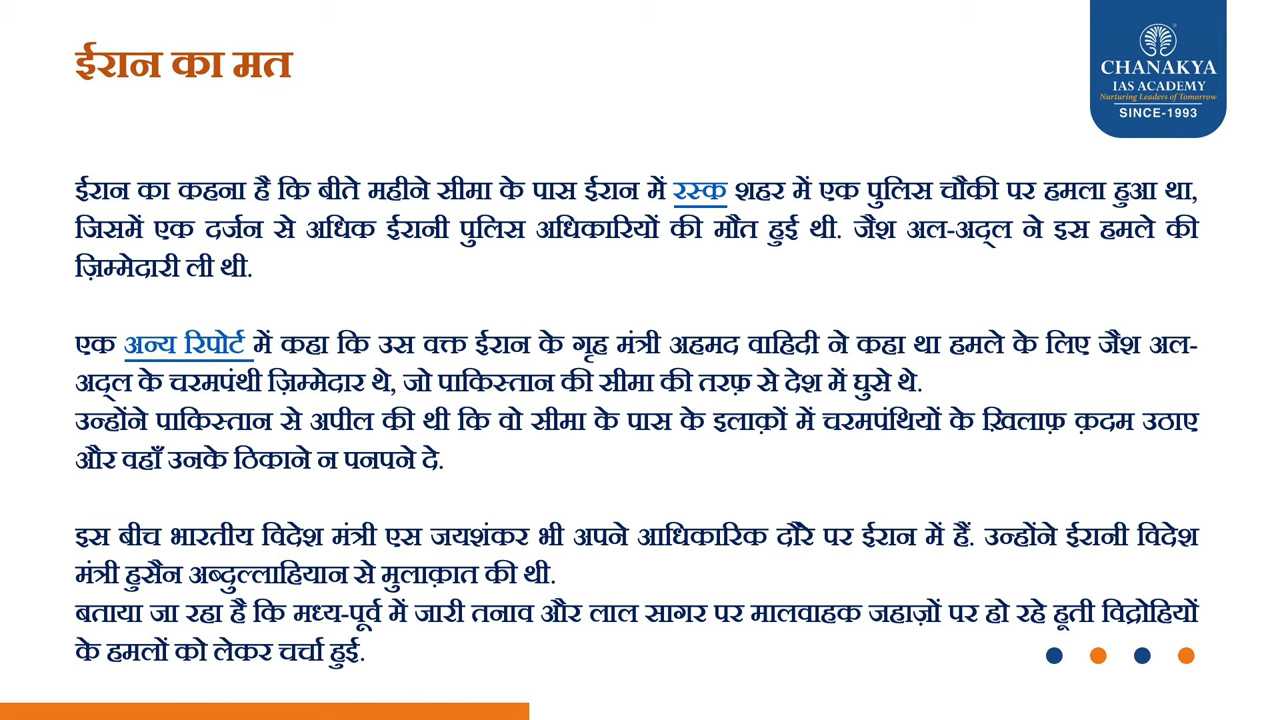 ईरान का मत
CHANAKYA
IAS ACADEMY
Nurturing Leaders of Tomorrow
SINCE-1993
ईरान का कहना है कि बीते महीने सीमा के पास ईरान में रस्क शहर में एक पुलिस चौकी पर हमला हुआ था,
जिसमें एक दर्जन से अधिक ईरानी पुलिस अधिकारियों की मौत हुई थी. जैश अल-अद्ल ने इस हमले की
ज़िम्मेदारी ली थी.
एक अन्य रिपोर्ट में कहा कि उस वक्त ईरान के गृह मंत्री अहमद वाहिदी ने कहा था हमले के लिए जैश अल-
अद्ल के चरमपंथी ज़िम्मेदार थे, जो पाकिस्तान की सीमा की तरफ़ से देश में घुसे थे.
उन्होंने पाकिस्तान से अपील की थी कि वो सीमा के पास के इलाक़ों में चरमपंथियों के ख़िलाफ़ क़दम उठाए
और वहाँ उनके ठिकाने न पनपने दे.
इस बीच भारतीय विदेश मंत्री एस जयशंकर भी अपने आधिकारिक दौरे पर ईरान में हैं. उन्होंने ईरानी विदेश
मंत्री हुसैन अब्दुल्लाहियान से मुलाक़ात की थी.
बताया जा रहा है कि मध्य-पूर्व में जारी तनाव और लाल सागर पर मालवाहक जहाज़ों पर हो रहे हूती विद्रोहियों
के हमलों को लेकर चर्चा हुई.